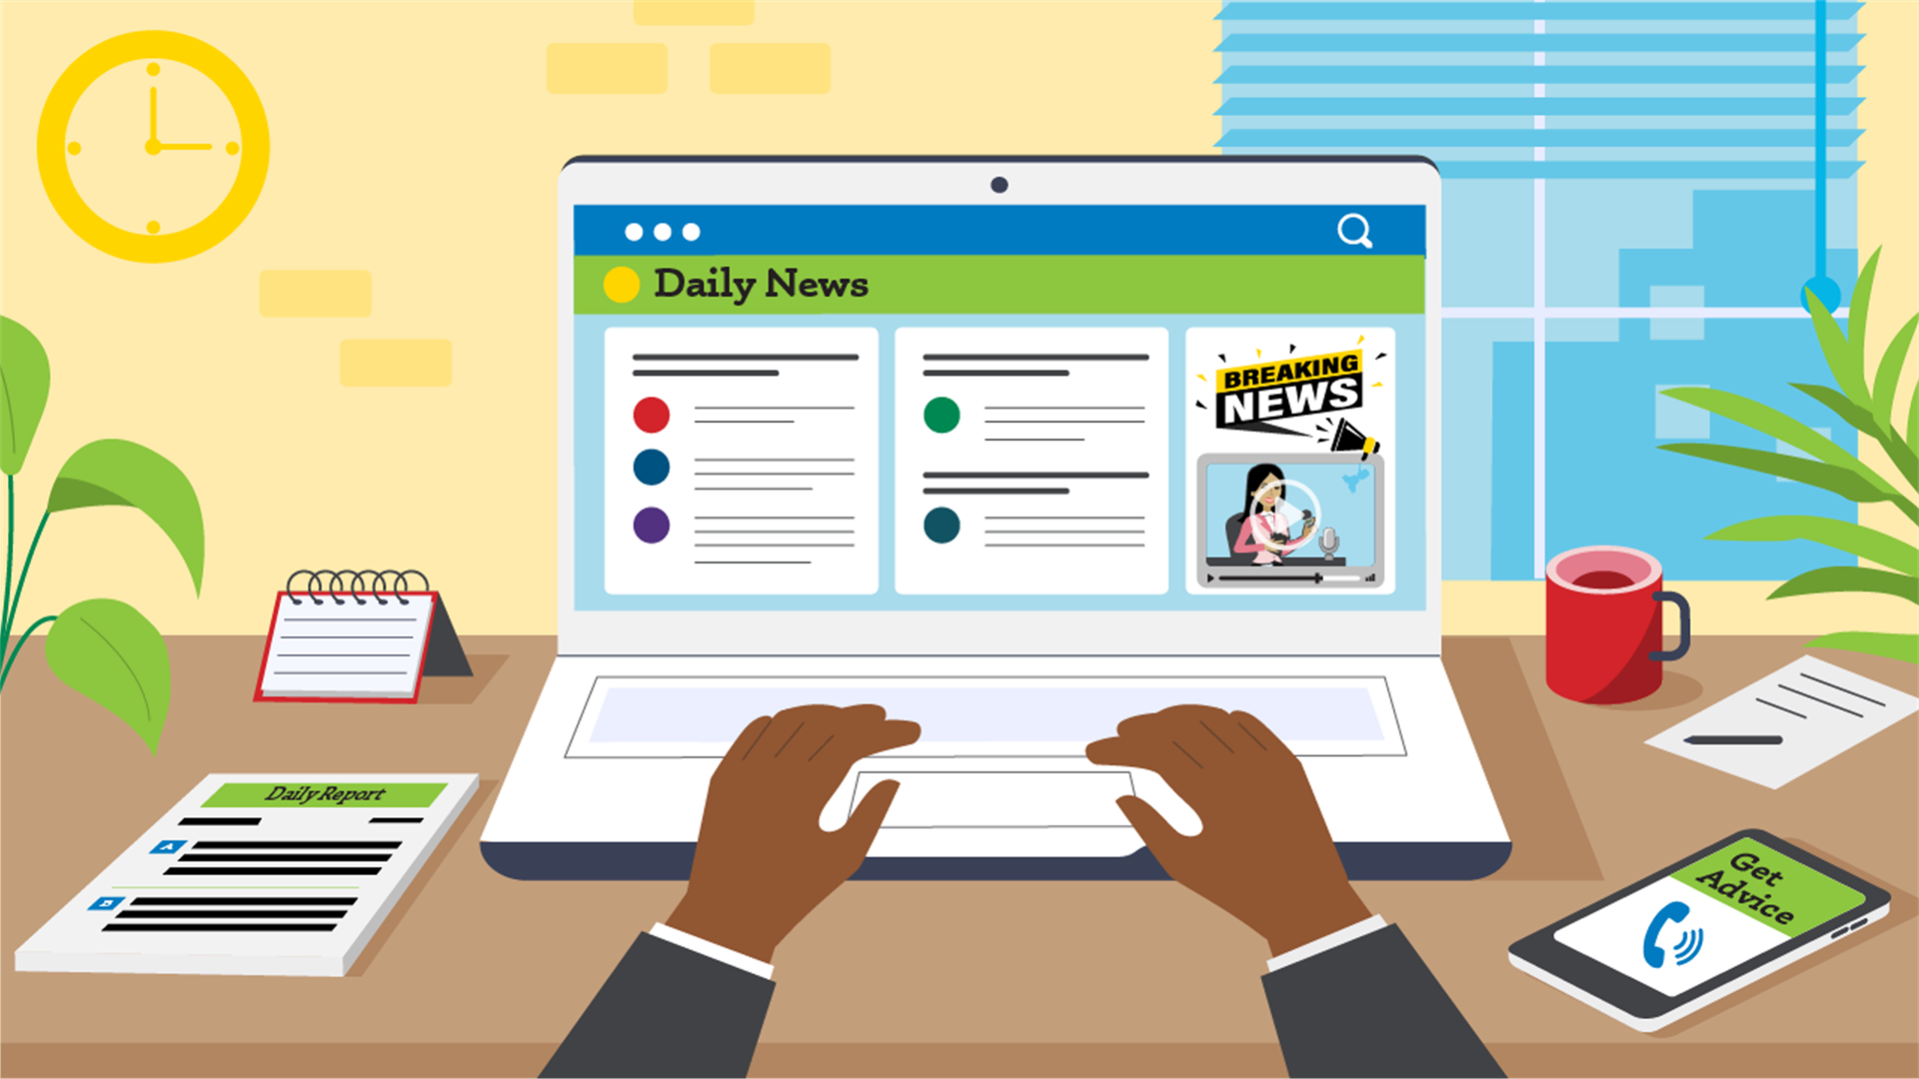 Daily News
BREAKING
NEWS
Daily Report
A
B
Get
Advice